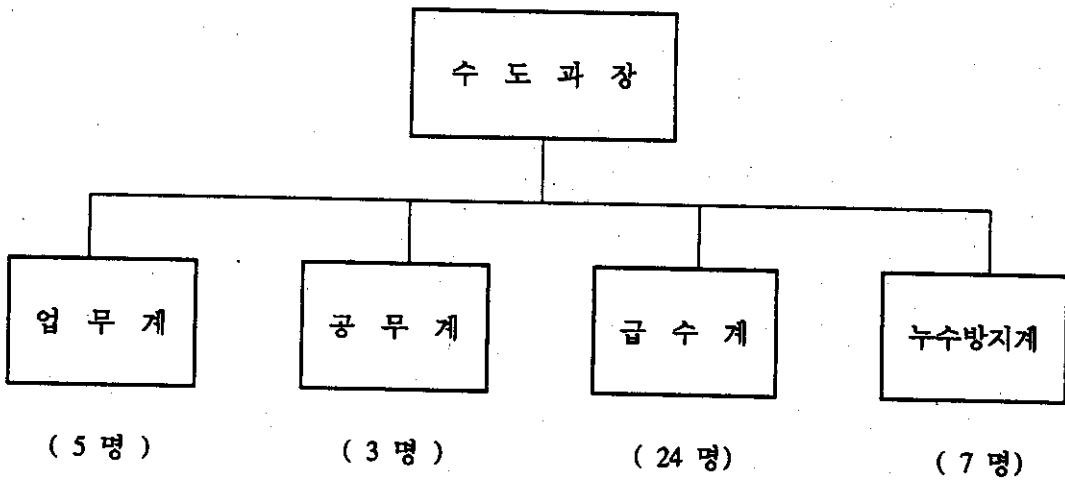 수 도 과 장
업 무 계
공 무 계
급 수 계
누수방지계
( 5 명 )
( 3 명 )
( 24 명)
( 7 명)